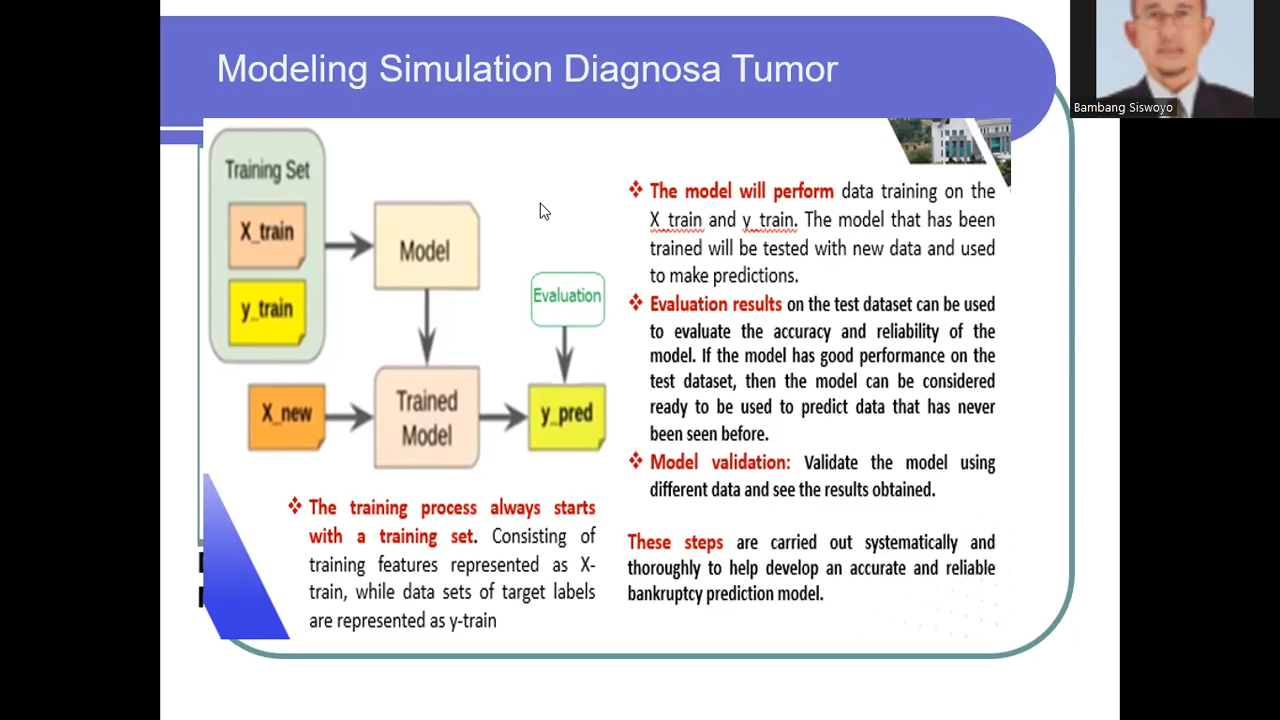 Modeling Simulation Diagnosa Tumor
Bambang Siswoyo
Training Set
X_train
y_train
Model
Evaluation
X_new
Trained
Model
y_pred
❖ The training process always starts
with a training set. Consisting of
training features represented as X-
train, while data sets of target labels
are represented as y-train
❖ The model will perform data training on the
X_train and y_train. The model that has been
trained will be tested with new data and used
to make predictions.
❖ Evaluation results on the test dataset can be used
to evaluate the accuracy and reliability of the
model. If the model has good performance on the
test dataset, then the model can be considered
ready to be used to predict data that has never
been seen before.
❖ Model validation: Validate the model using
different data and see the results obtained.
These steps are carried out systematically and
thoroughly to help develop an accurate and reliable
bankruptcy prediction model.